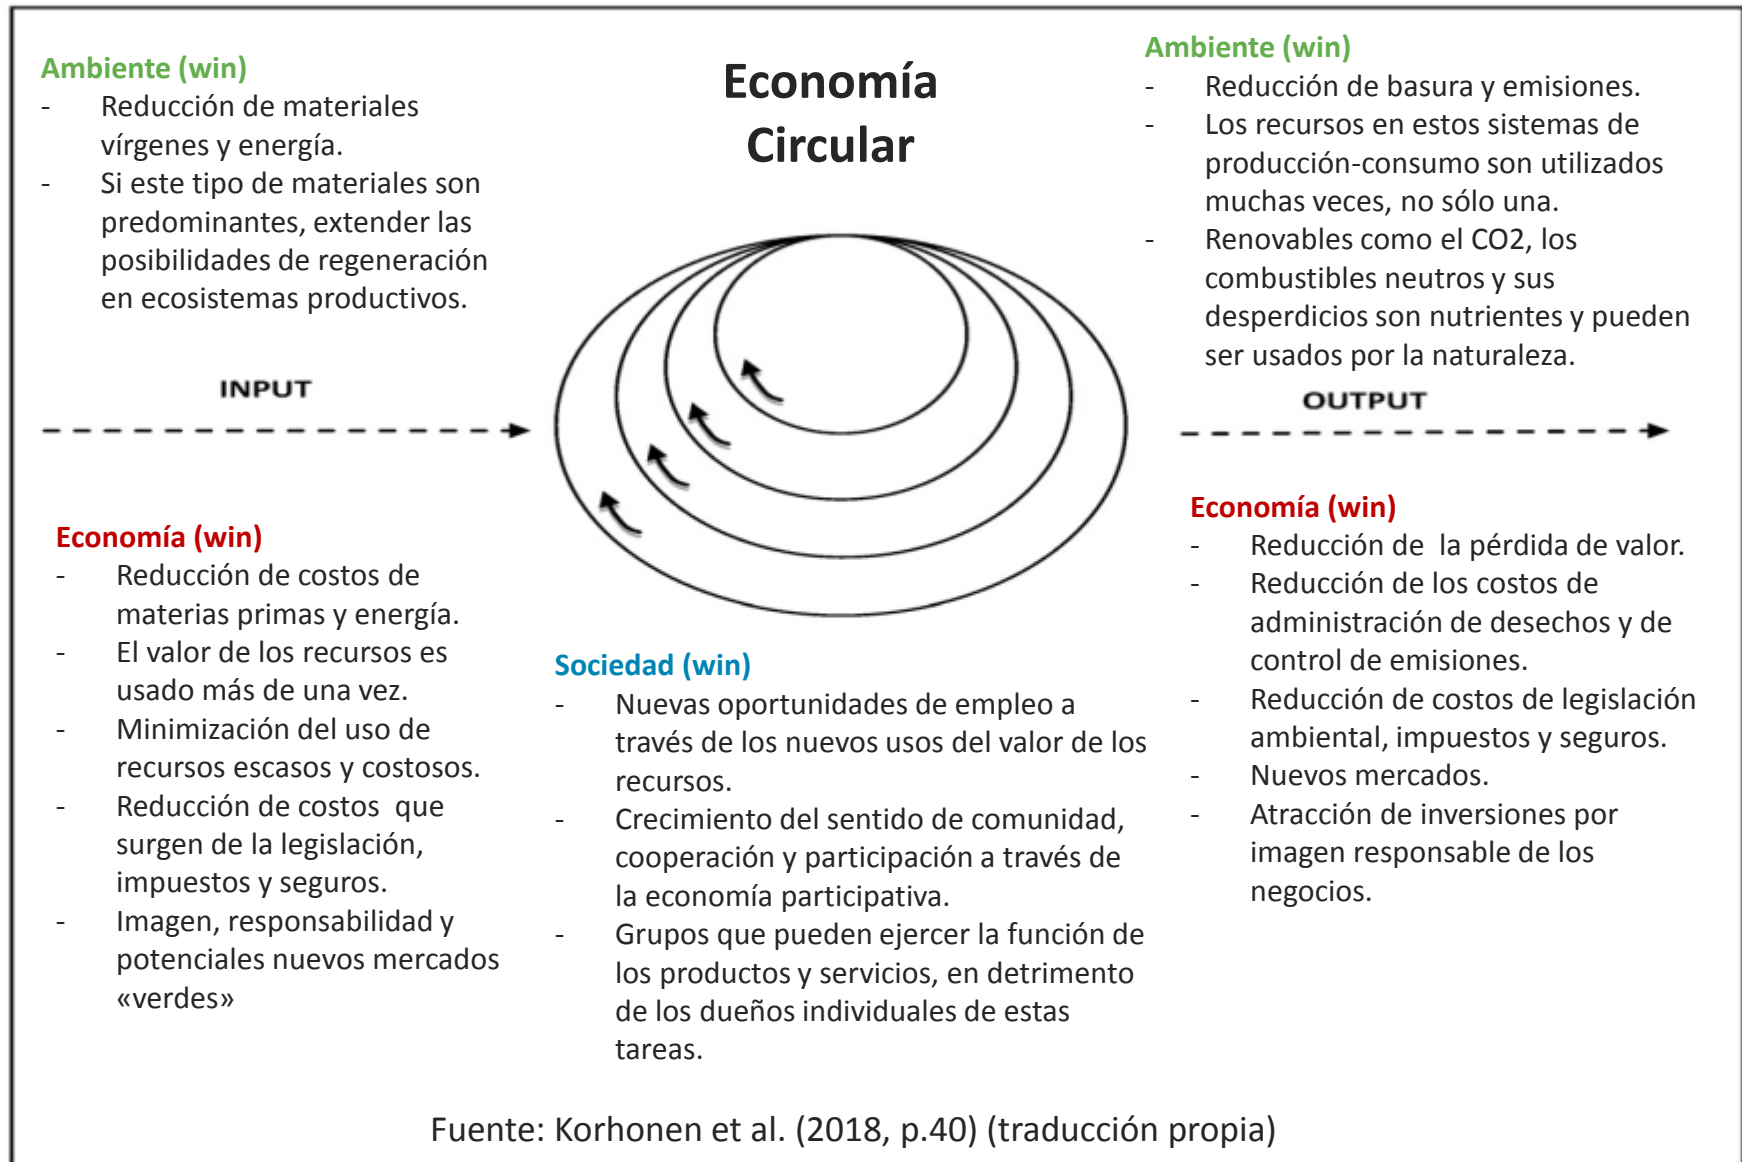 Ambiente (win)
- Reducción de materiales
vírgenes y energía.
- Si este tipo de materiales son
predominantes, extender las
posibilidades de regeneración
en ecosistemas productivos.
Economía
Circular
Ambiente (win)
- Reducción de basura y emisiones.
- Los recursos en estos sistemas de
producción-consumo son utilizados
muchas veces, no sólo una.
- Renovables como el CO2, los
combustibles neutros y sus
desperdicios son nutrientes y pueden
ser usados por la naturaleza.
INPUT
OUTPUT
Economía (win)
- Reducción de costos de
materias primas y energía.
- El valor de los recursos es
usado más de una vez.
- Minimización del uso de
recursos escasos y costosos.
- Reducción de costos que
surgen de la legislación,
impuestos y seguros.
- Imagen, responsabilidad y
potenciales nuevos mercados
«verdes»
Sociedad (win)
- Nuevas oportunidades de empleo a
través de los nuevos usos del valor de los
recursos.
- Crecimiento del sentido de comunidad,
cooperación y participación a través de
la economía participativa.
- Grupos que pueden ejercer la función de
los productos y servicios, en detrimento
de los dueños individuales de estas
tareas.
Economía (win)
- Reducción de la pérdida de valor.
- Reducción de los costos de
administración de desechos y de
control de emisiones.
- Reducción de costos de legislación
ambiental, impuestos y seguros.
- Nuevos mercados.
- Atracción de inversiones por
imagen responsable de los
negocios.
Fuente: Korhonen et al. (2018, p.40) (traducción propia)